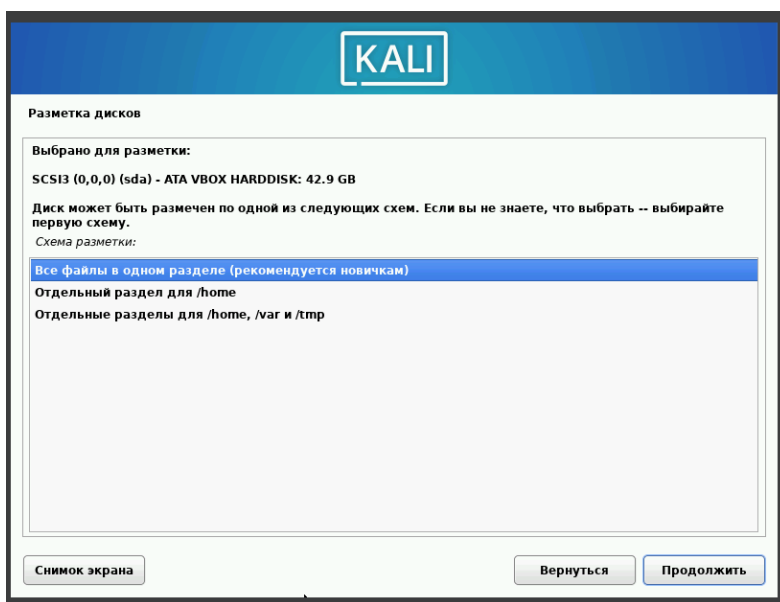 KALI
Разметка дисков
Выбрано для разметки:
SCSI3 (0,0,0) (sda) - ATA VBOX HARDDISK: 42.9 GB
Диск может быть размечен по одной из следующих схем. Если вы не знаете, что выбрать -- выбирайте
первую схему.
Схема разметки:
Все файлы в одном разделе (рекомендуется новичкам)
Отдельный раздел для /home
Отдельные разделы для /home, /var и /tmp
Снимок экрана
Вернуться
Продолжить